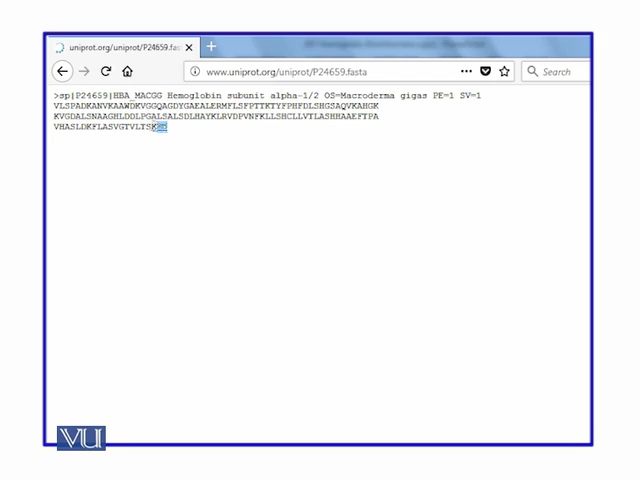 uniprot.org/uniprot/P24659.fas
www.uniprot.org/uniprot/P24659.fasta
Search
>sp|P24659|HBA_MACGG Hemoglobin subunit alpha-1/2 OS=Macroderma gigas PE=1 SV=1
VLSPADKANVKAAWDKVGGQAGDYGAEALERMFLSFPTTKTYFPHFDLSHGSAQVKAHGK
KVGDALSNAAGHLDDLPGALSALSDLHAYKLRVDPVNFKLLSHCLLVTLASHHAAEFTPA
VHASLDKFLASVGTVLTSK
VU